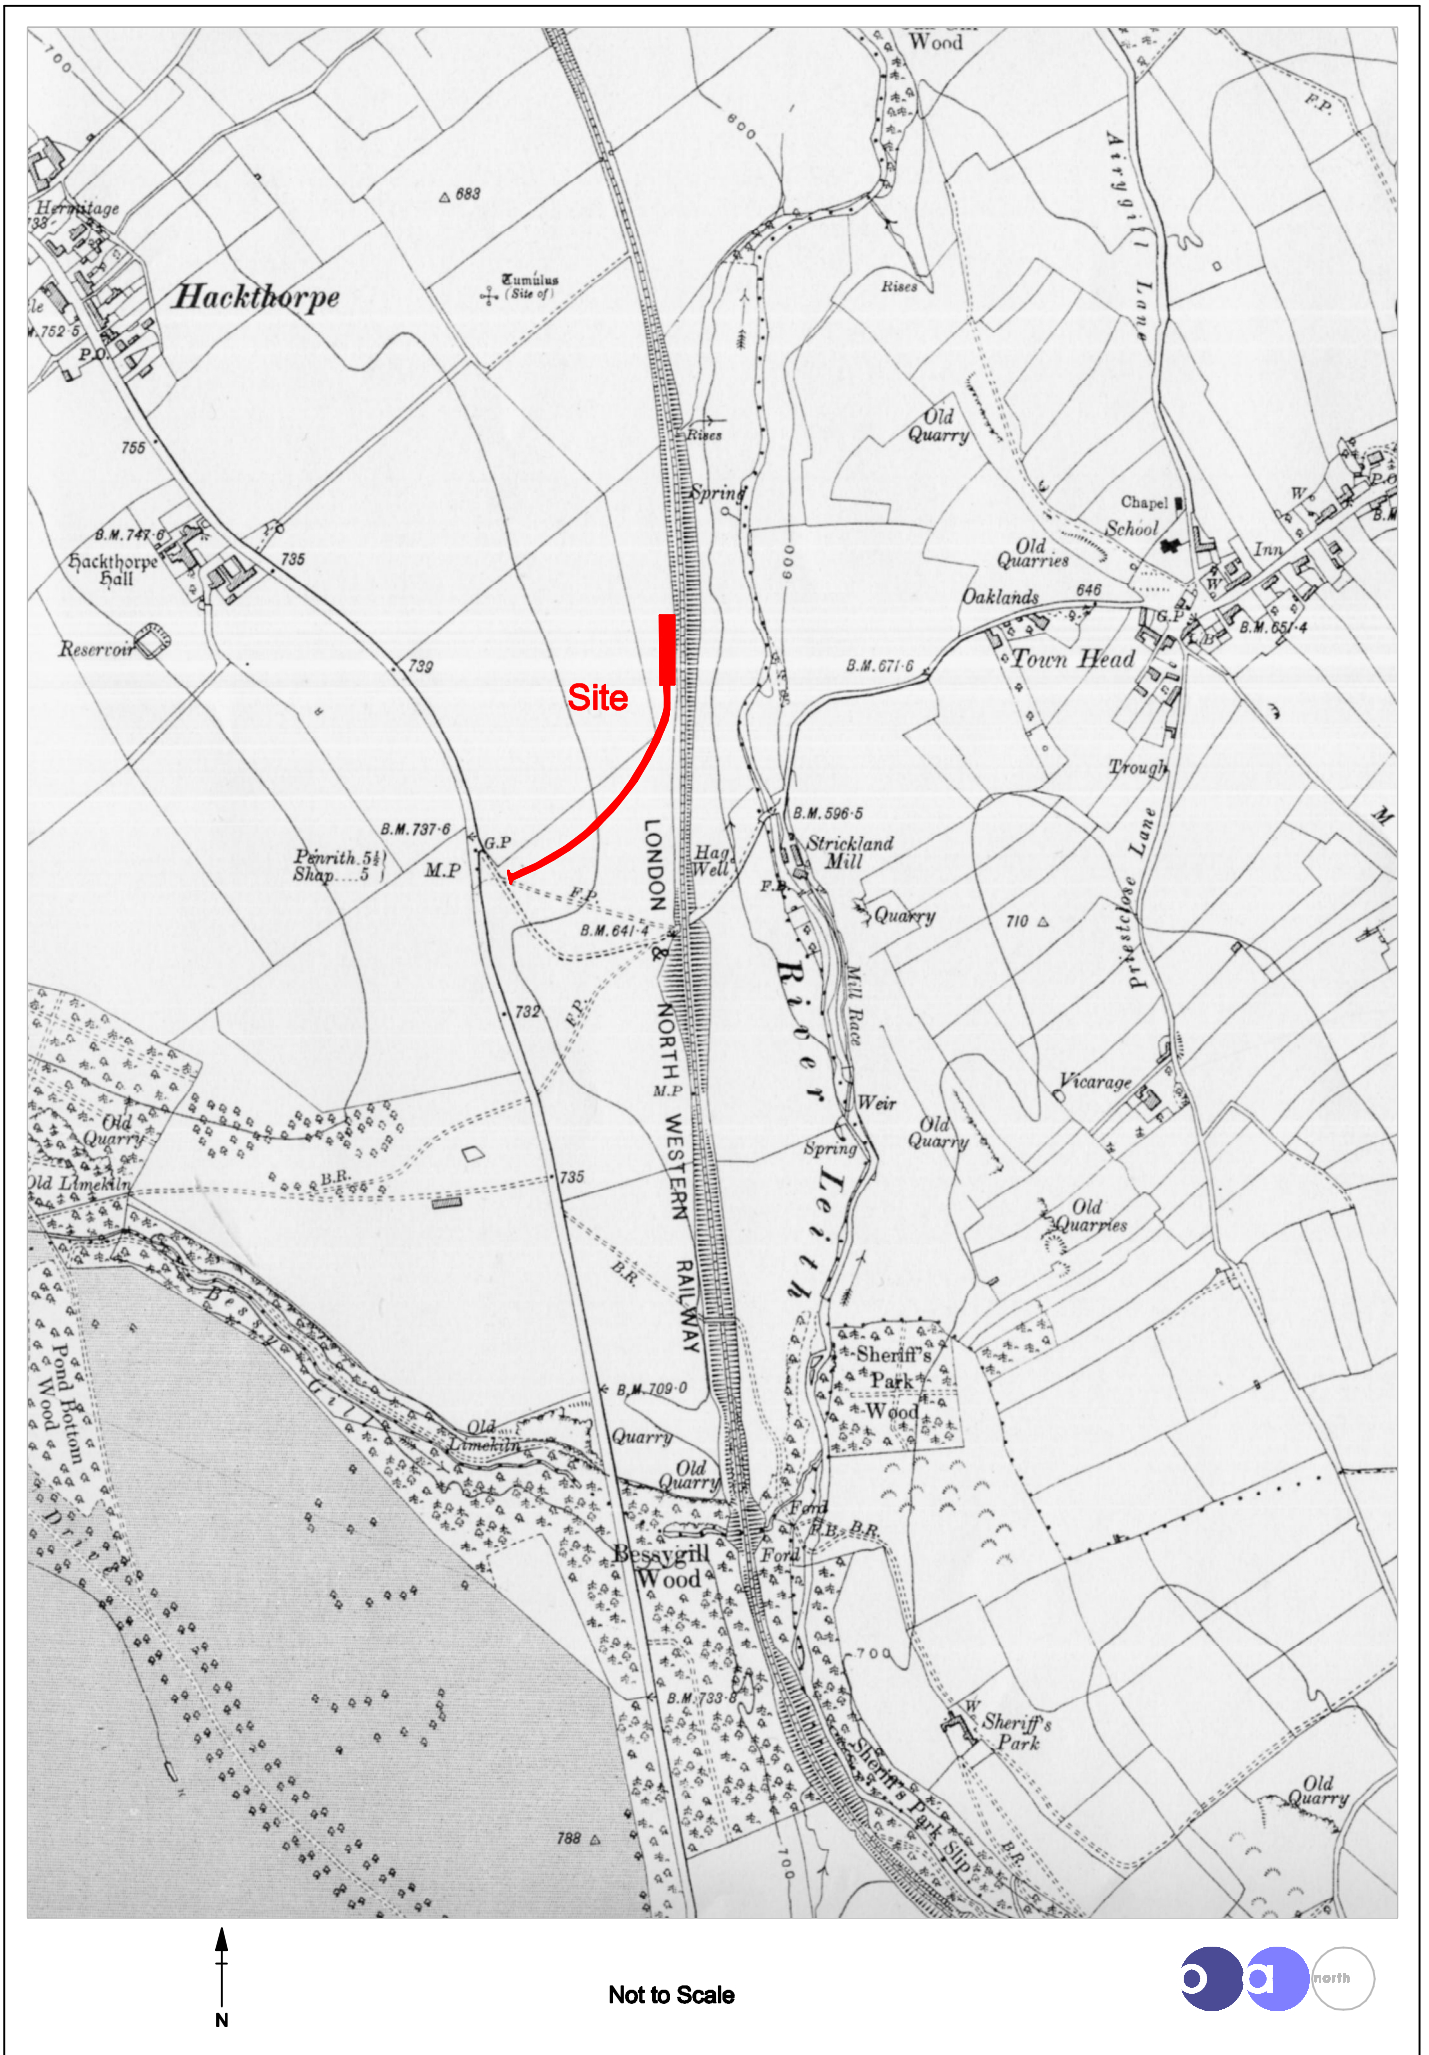 Wood
700
F.P.
800
Airygill Lane
683
Hermitage
733
Hackthorpe
Tumulus
(Site of)
Rises
M.752·5
P.O.
Old
Quarry
755
Rises
Spring
P.O.
W
B.M.
Chapel
School
Inn
B.M.747·6
Hackthorpe
Hall
735
600
Old
Quarries
Oaklands
646
W
G.P
L.B
B.M.651·4
Reservoir
739
B.M.671·6
Town Head
Site
Trough
B.M.737·6
G.P
Penrith.5½
Shap....5
M.P
LONDON & NORTH WESTERN RAILWAY
Hag
Well
B.M.596·5
Strickland
Mill
F.B.
M
Priestclose Lane
F.P.
B.M.641·4
Quarry
710
River Leith
Mill Race
732
F.P.
M.P
Vicarage
Weir
Old
Quarry
Old
Quarry
Spring
Old Limekiln
B.R.
735
Old
Quarries
B.R.
Bessy Gill
Pond Bottom
Wood
Sheriff's
Park
Wood
B.M.709·0
Old
Limekiln
Quarry
Old
Quarry
Drive
Ford
F.B.
B.R.
Ford
Bessygill
Wood
700
B.M.733·8
W
Sheriff's
Park
Sheriff's Park Slip
Old
Quarry
788
700
B.R.
N
Not to Scale
oa north